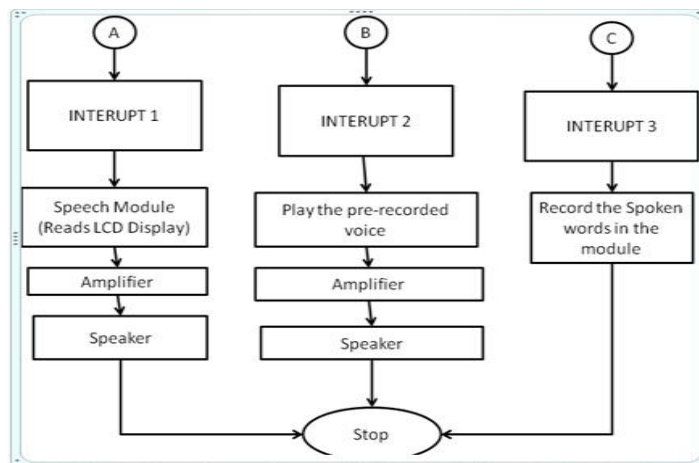 A
INTERUPT 1
Speech Module
(Reads LCD Display)
Amplifier
Speaker
B
INTERUPT 2
Play the pre-recorded
voice
Amplifier
Speaker
C
INTERUPT 3
Record the Spoken
words in the
module
Stop